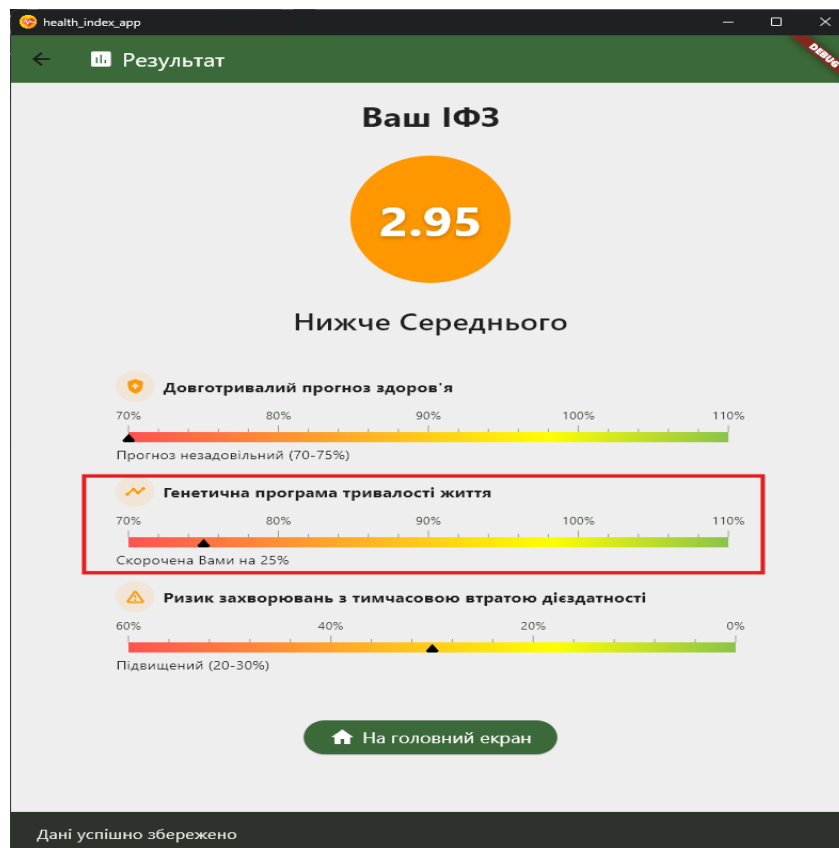 health_index_app
DEBUG
Результат
Ваш ІФЗ
2.95
Нижче Середнього
Довготривалий прогноз здоров'я
70% 80% 90% 100% 110%
Прогноз незадовільний (70-75%)
Генетична програма тривалості життя
70% 80% 90% 100% 110%
Скорочена Вами на 25%
Ризик захворювань з тимчасовою втратою дієздатності
60% 40% 20% 0%
Підвищений (20-30%)
На головний екран
Дані успішно збережено